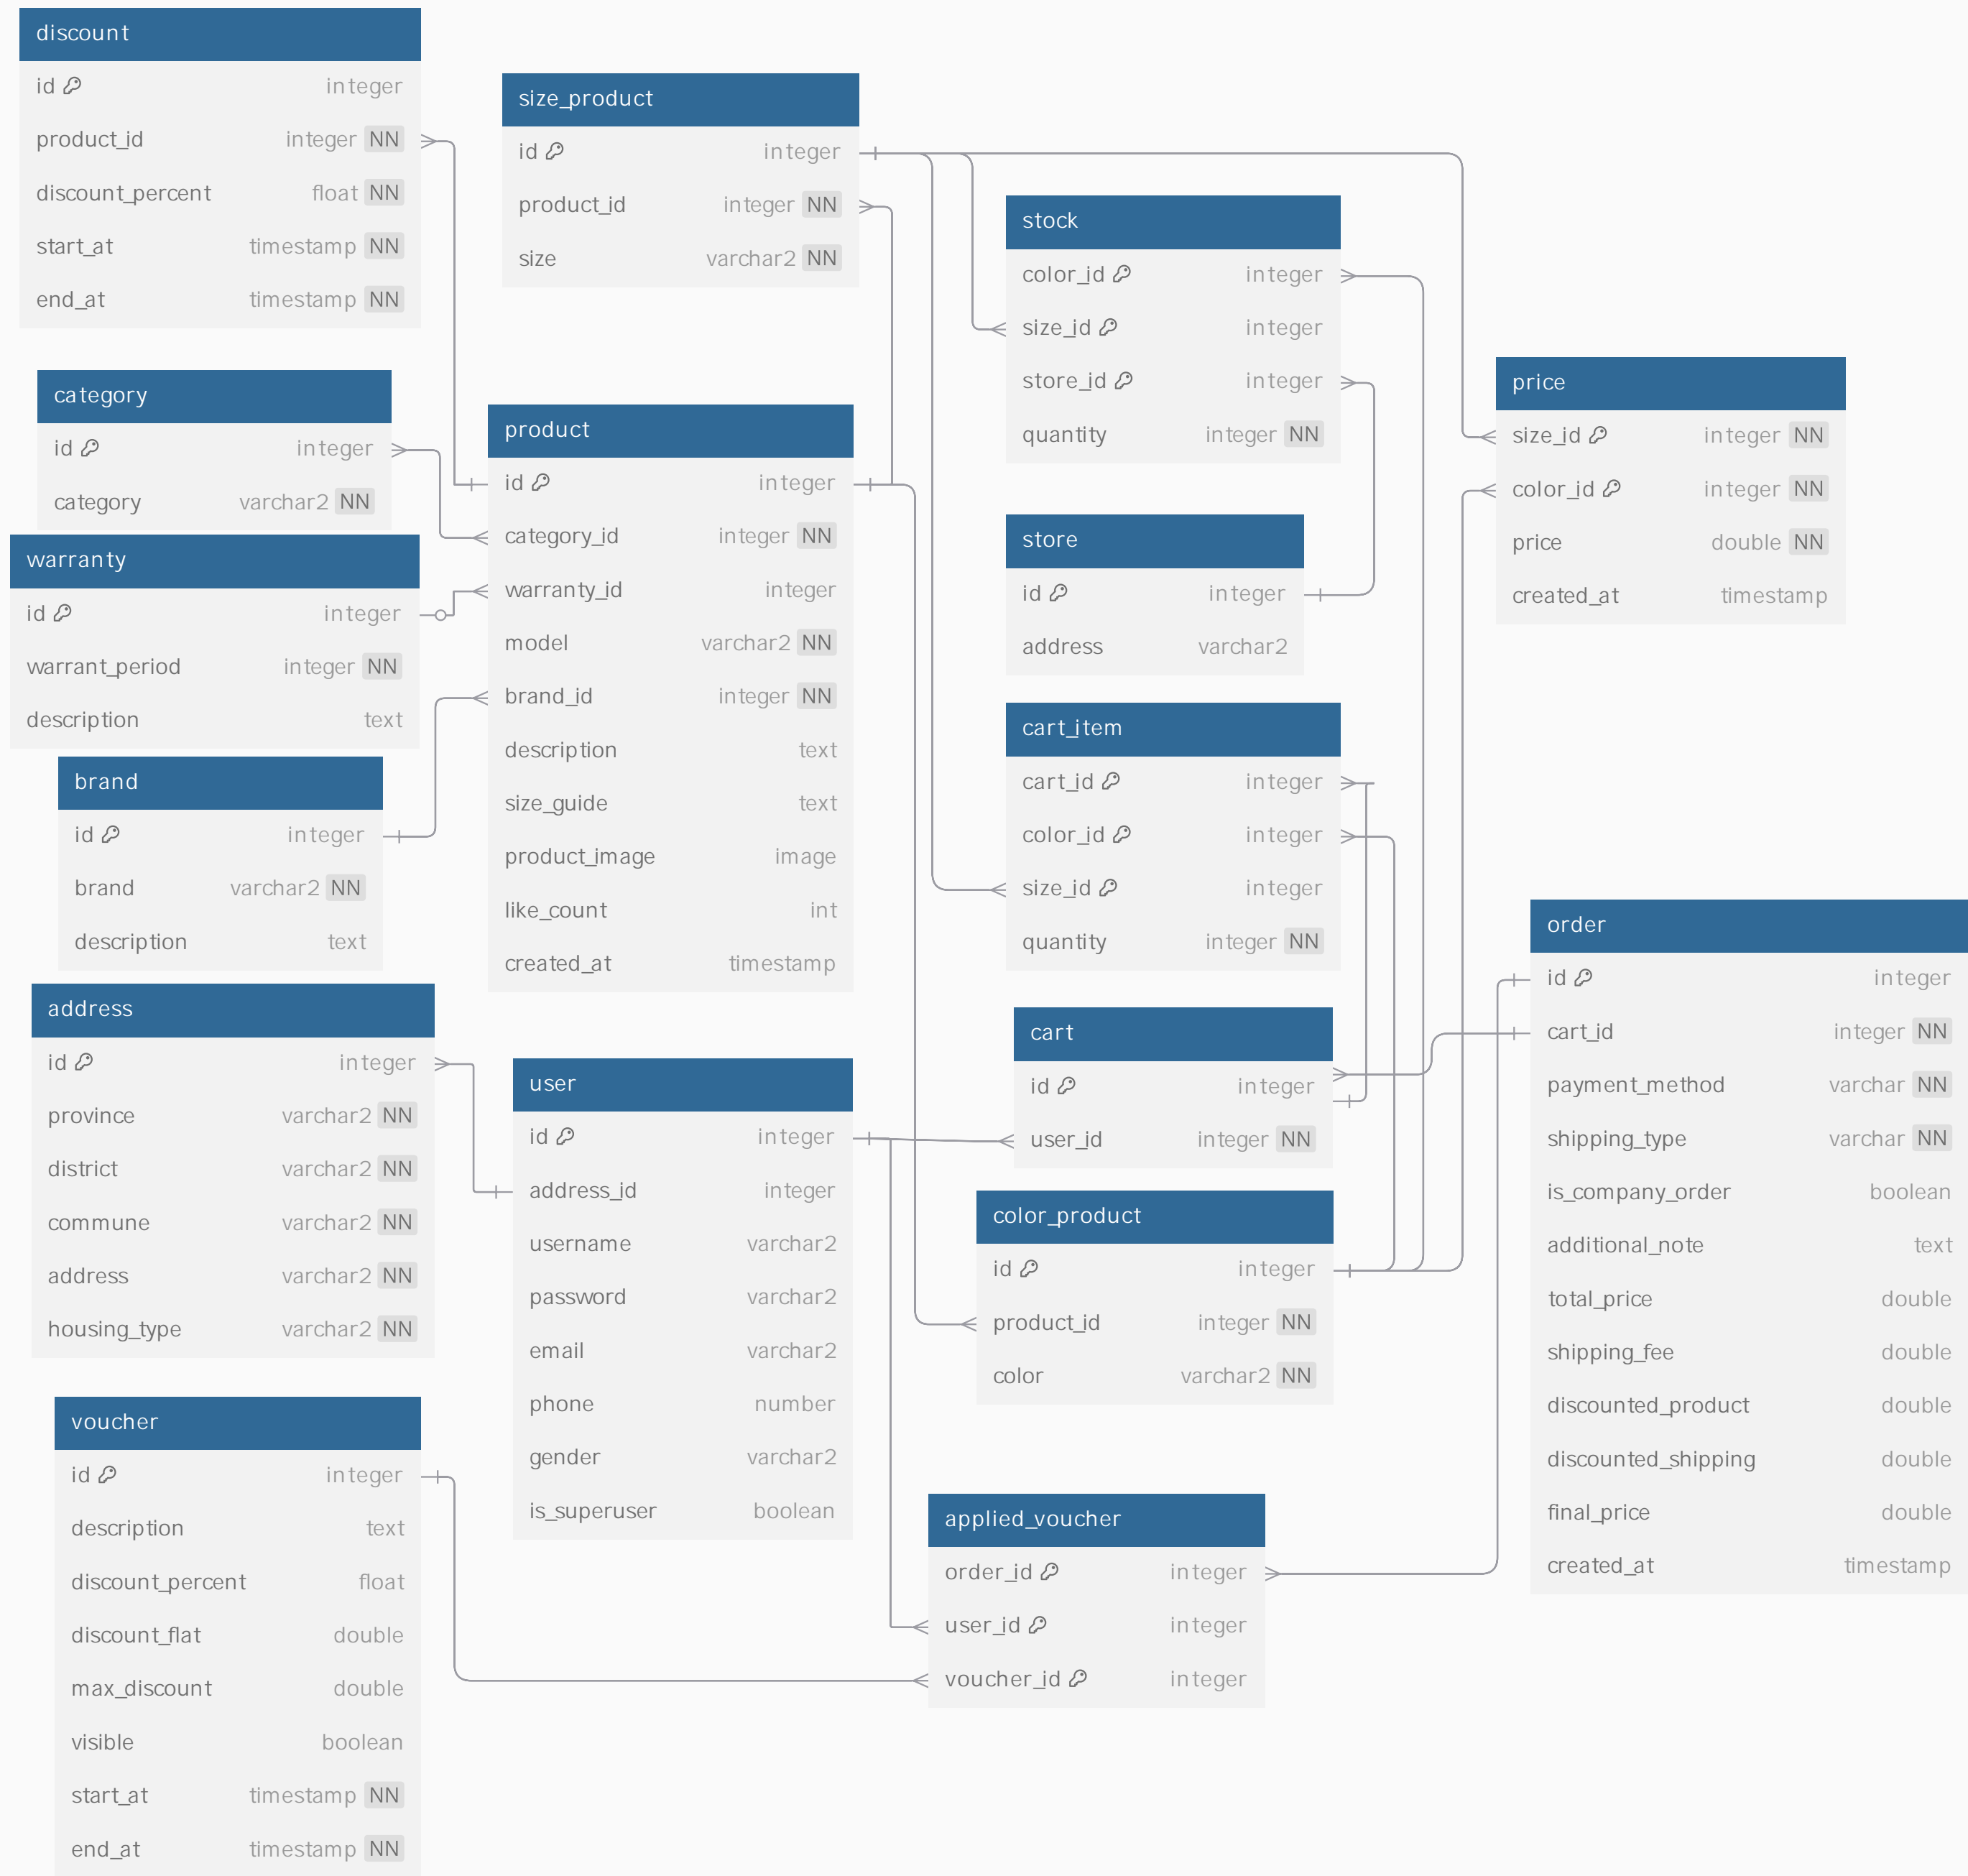 discount
id integer
product_id integer NN
discount_percent float NN
start_at timestamp NN
end_at timestamp NN
size_product
id integer
product_id integer NN
size varchar2 NN
stock
color_id integer
size_id integer
store_id integer
quantity integer NN
price
size_id integer NN
color_id integer NN
price double NN
created_at timestamp
category
id integer
category varchar2 NN
product
id integer
category_id integer NN
warranty_id integer
model varchar2 NN
brand_id integer NN
description text
size_guide text
product_image image
like_count int
created_at timestamp
warranty
id integer
warrant_period integer NN
description text
store
id integer
address varchar2
brand
id integer
brand varchar2 NN
description text
cart_item
cart_id integer
color_id integer
size_id integer
quantity integer NN
order
id integer
cart_id integer NN
payment_method varchar NN
shipping_type varchar NN
is_company_order boolean
additional_note text
total_price double
shipping_fee double
discounted_product double
discounted_shipping double
final_price double
created_at timestamp
address
id integer
province varchar2 NN
district varchar2 NN
commune varchar2 NN
address varchar2 NN
housing_type varchar2 NN
user
id integer
address_id integer
username varchar2
password varchar2
email varchar2
phone number
gender varchar2
is_superuser boolean
cart
id integer
user_id integer NN
color_product
id integer
product_id integer NN
color varchar2 NN
voucher
id integer
description text
discount_percent float
discount_flat double
max_discount double
visible boolean
start_at timestamp NN
end_at timestamp NN
applied_voucher
order_id integer
user_id integer
voucher_id integer